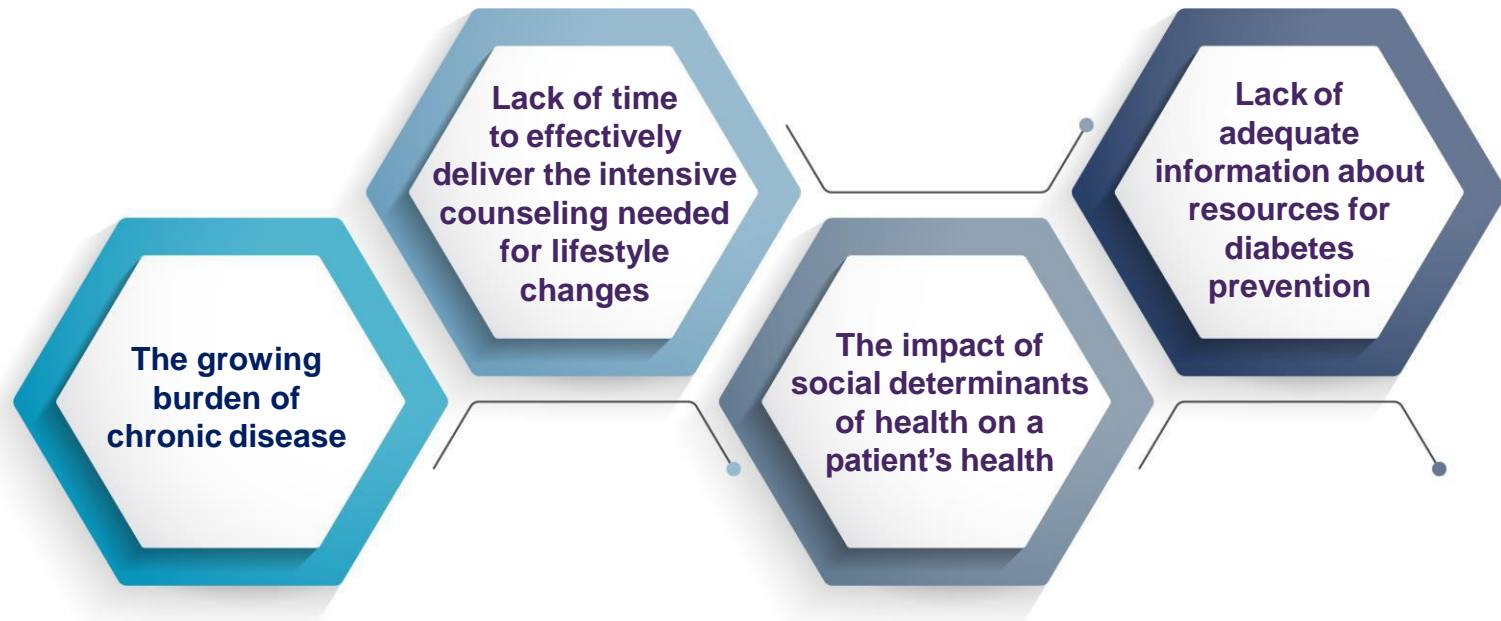 The growing
burden of
chronic disease
Lack of time
to effectively
deliver the intensive
counseling needed
for lifestyle
changes
The impact of
social determinants
of health on a
patient’s health
Lack of
adequate
information about
resources for
diabetes
prevention